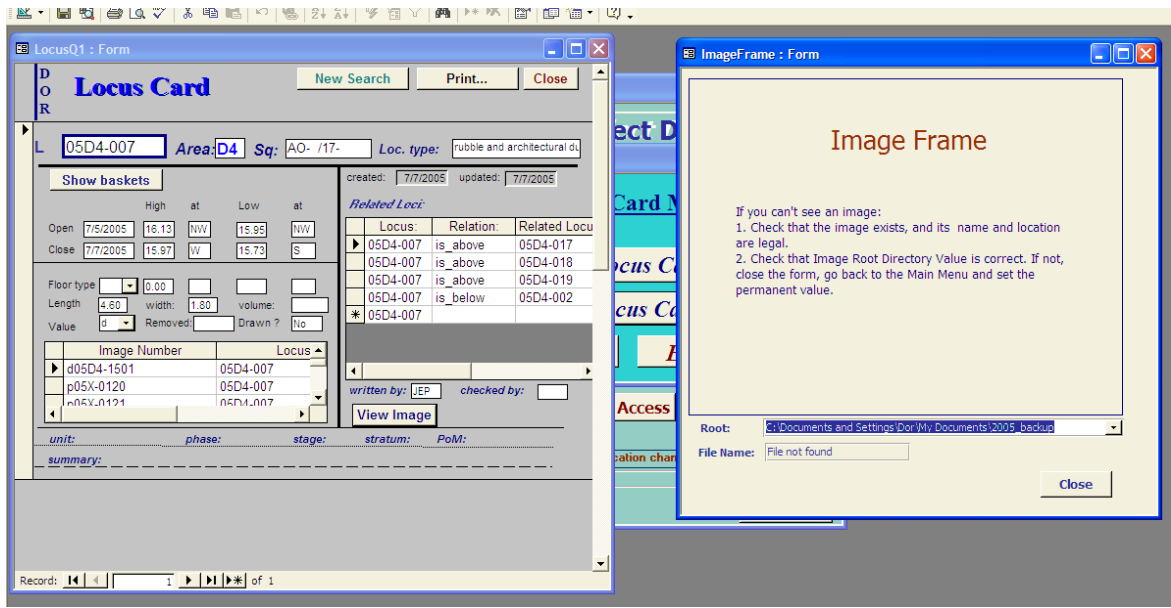 LocusQ1 : Form
DOR
Locus Card
New Search
Print...
Close
L 05D4-007 Area: D4 Sq: AO- /17- Loc. type: rubble and architectural du
Show baskets
High at Low at
Open 7/5/2005 16.13 NW 15.95 NW
Close 7/7/2005 15.97 W 15.73 S
Floor type 0.00
Length 4.60 width: 1.80 volume:
Value d Removed: Drawn ? No
Image Number Locus
d05D4-1501 05D4-007
p05X-0120 05D4-007
p05X-0121 05D4-007
created: 7/7/2005 updated: 7/7/2005
Related Loci:
Locus: Relation: Related Locu
05D4-007 is_above 05D4-017
05D4-007 is_above 05D4-018
05D4-007 is_above 05D4-019
05D4-007 is_below 05D4-002
05D4-007
written by: JEP checked by:
View Image
unit: phase: stage: stratum: PoM:
summary:
Record: 1 of 1
ect D
Card M
ocus Ca
cus Ca
Access
cation chan
ImageFrame : Form
Image Frame
If you can't see an image:
1. Check that the image exists, and its name and location
are legal.
2. Check that Image Root Directory Value is correct. If not,
close the form, go back to the Main Menu and set the
permanent value.
Root: C:\Documents and Settings\Dor\My Documents\2005_backup
File Name: File not found
Close